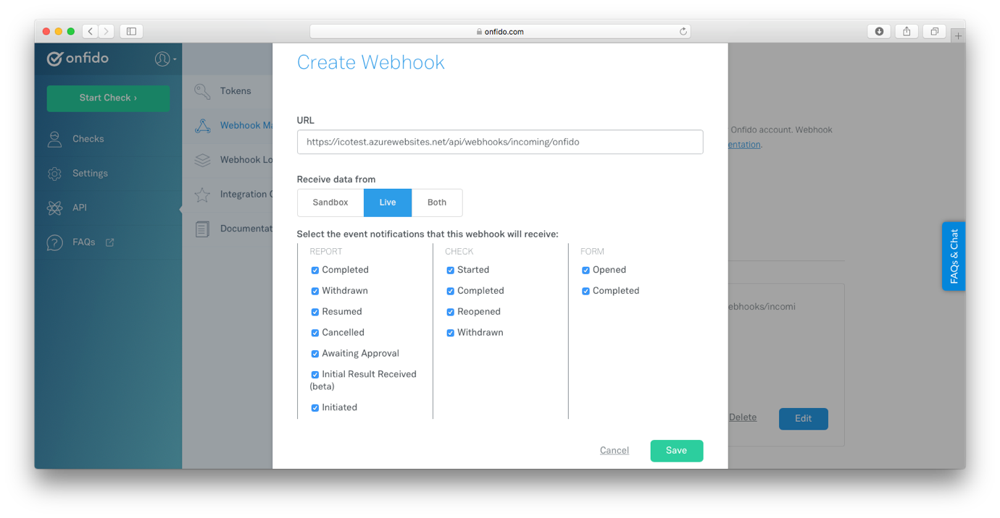 onfido.com
onfido
Start Check ›
Checks
Settings
API
FAQs
Tokens
Webhook Ma
Webhook Lo
Integration
Documentat
Create Webhook
URL
https://icotest.azurewebsites.net/api/webhooks/incoming/onfido
Receive data from
Sandbox
Live
Both
Select the event notifications that this webhook will receive:
REPORT
Completed
Withdrawn
Resumed
Cancelled
Awaiting Approval
Initial Result Received
(beta)
Initiated
CHECK
Started
Completed
Reopened
Withdrawn
FORM
Opened
Completed
Cancel
Save
Onfido account. Webhook
entation.
ebhooks/incomi
Delete
Edit
FAQs & Chat